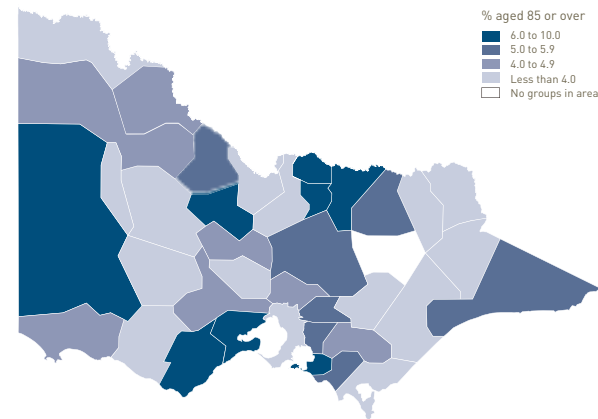 % aged 85 or over
6.0 to 10.0
5.0 to 5.9
4.0 to 4.9
Less than 4.0
No groups in area